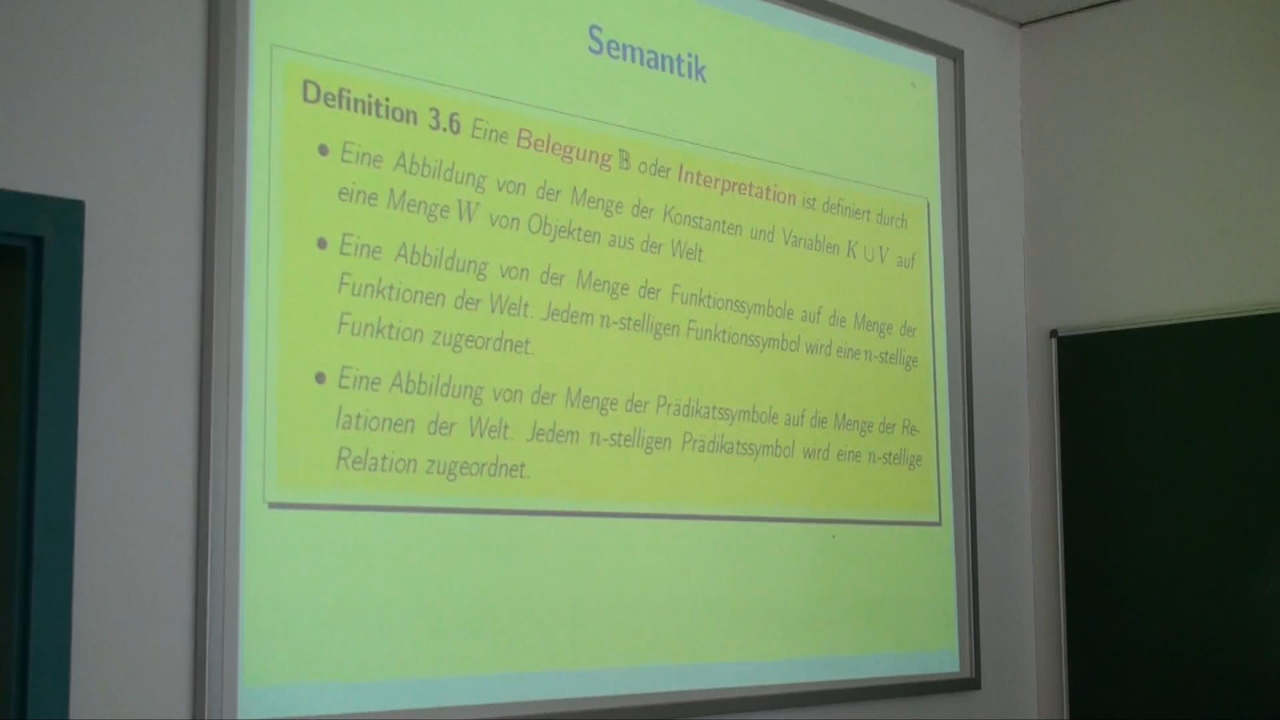 Semantik
Definition 3.6 Eine Belegung 𝔹 oder Interpretation ist definiert durch
• Eine Abbildung von der Menge der Konstanten und Variablen K ∪ V auf
eine Menge W von Objekten aus der Welt.
• Eine Abbildung von der Menge der Funktionssymbole auf die Menge der
Funktionen der Welt. Jedem n-stelligen Funktionssymbol wird eine n-stellige
Funktion zugeordnet.
• Eine Abbildung von der Menge der Prädikatssymbole auf die Menge der Re-
lationen der Welt. Jedem n-stelligen Prädikatssymbol wird eine n-stellige
Relation zugeordnet.